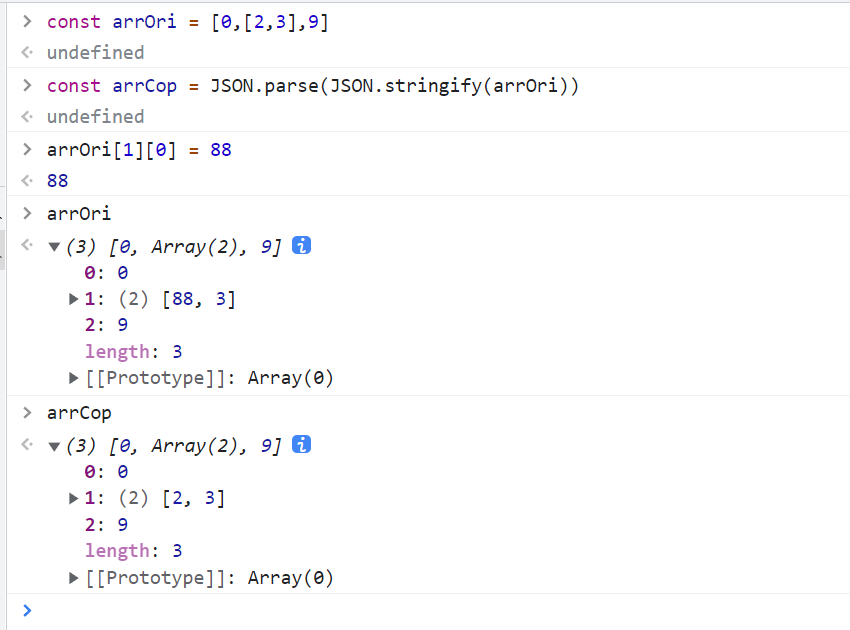 const arrOri = [0,[2,3],9]
undefined
const arrCop = JSON.parse(JSON.stringify(arrOri))
undefined
arrOri[1][0] = 88
88
arrOri
(3) [0, Array(2), 9]
0: 0
1: (2) [88, 3]
2: 9
length: 3
[[Prototype]]: Array(0)
arrCop
(3) [0, Array(2), 9]
0: 0
1: (2) [2, 3]
2: 9
length: 3
[[Prototype]]: Array(0)